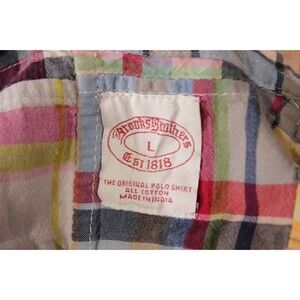 Brooks Brothers
L
Est 1818
THE ORIGINAL POLO SHIRT
ALL COTTON
MADE IN INDIA